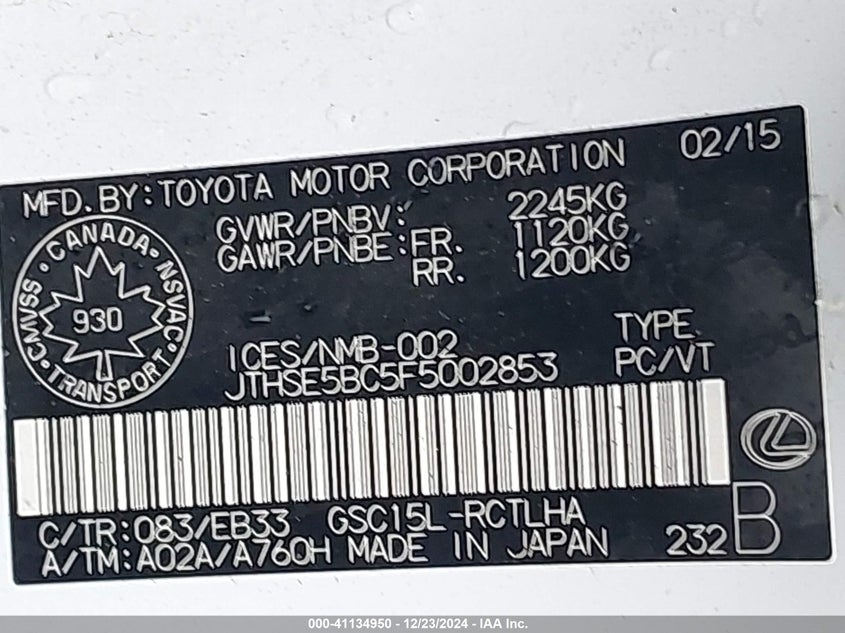 MFD. BY: TOYOTA MOTOR CORPORATION 02/15
GVWR/PNBV: 2245KG
GAWR/PNBE: FR. 1120KG
RR. 1200KG
CANADA
CMVSS
NSVAC
930
TRANSPORT
ICES/NMB-002
TYPE
JTHSE5BC5F5002853
PC/VT
C/TR: 083/EB33 GSC15L-RCTLHA
A/TM: A02A/A760H MADE IN JAPAN 232 B
000-41134950 - 12/23/2024 - IAA Inc.